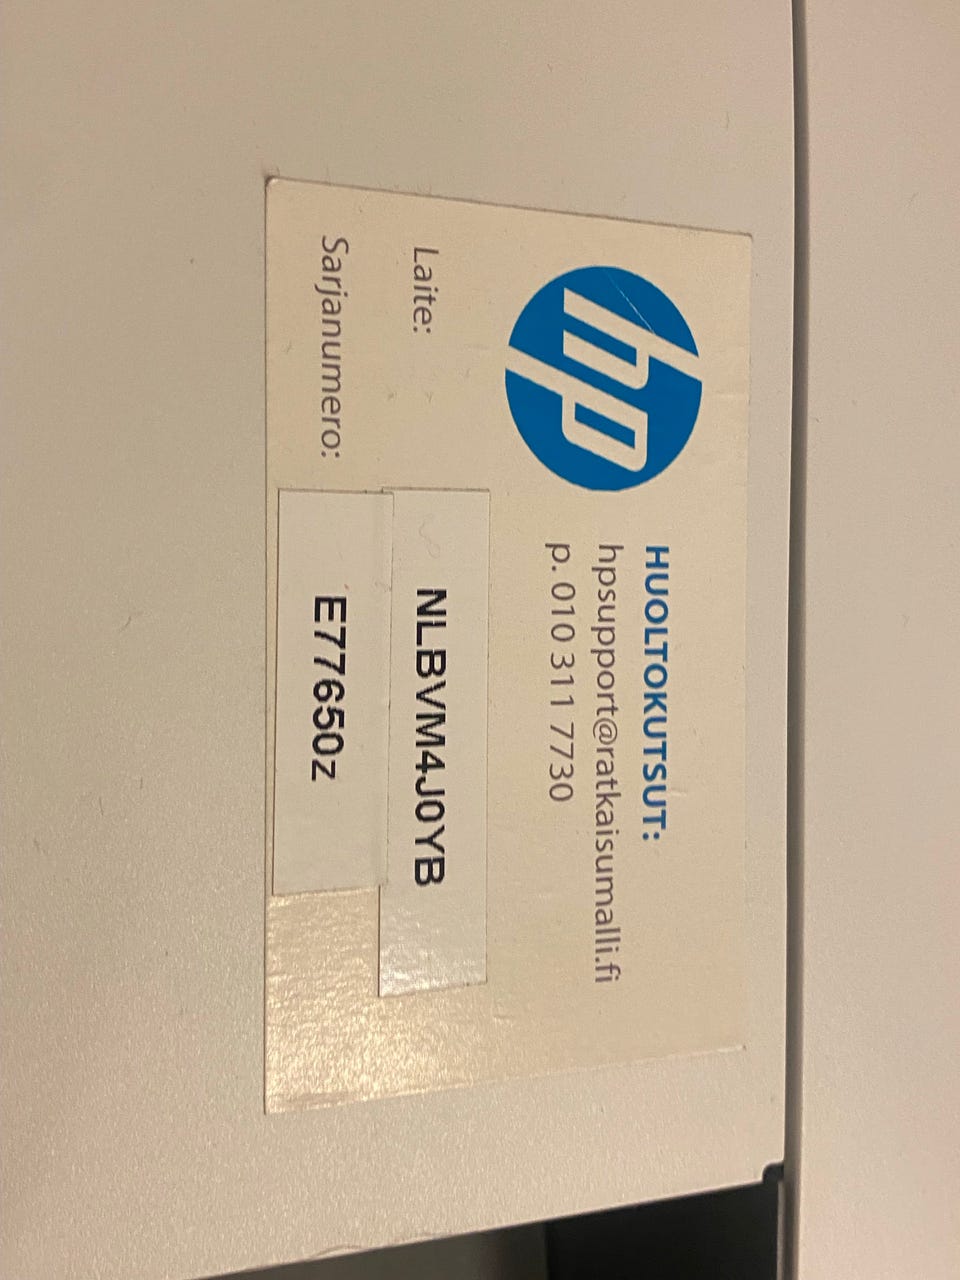 hp
HUOLTOKUTSUT:
hpsupport@ratkaisumalli.fi
p. 010 311 7730
Laite: NLBVM4J0YB
Sarjanumero: E77650z